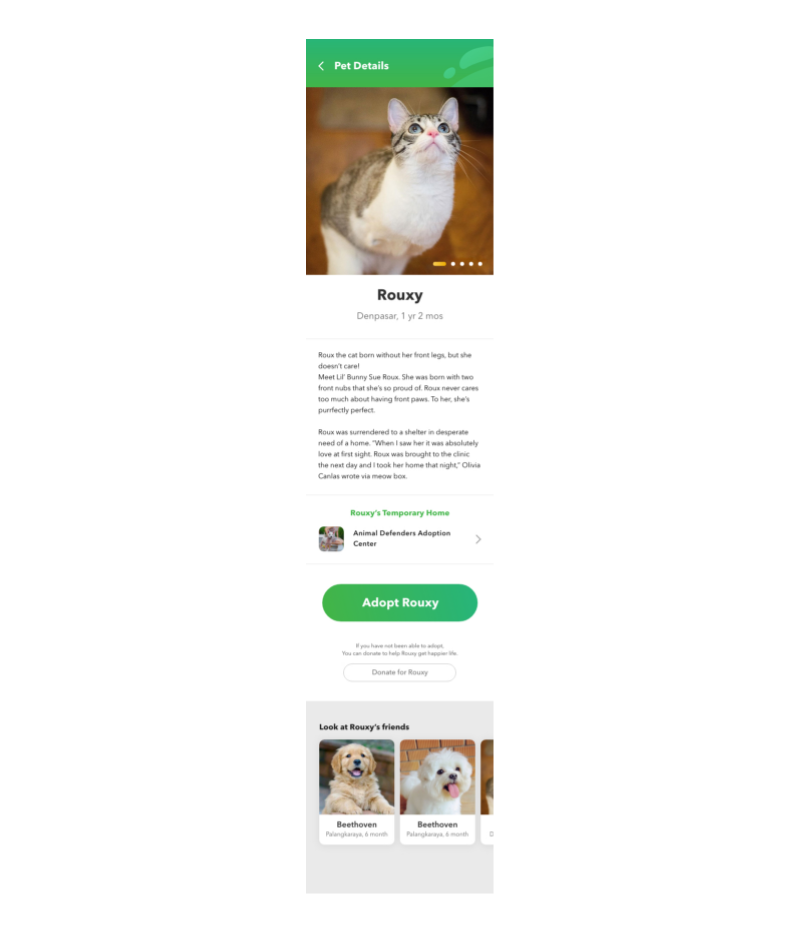 Pet Details
Rouxy
Denpasar, 1 yr 2 mos
Roux the cat born without her front legs, but she
doesn't care!
Meet Lil' Bunny Sue Roux. She was born with two
front nubs that she's so proud of. Roux never cares
too much about having front paws. To her, she's
purrfectly perfect.
Roux was surrendered to a shelter in desperate
need of a home. "When I saw her it was absolutely
love at first sight. Roux was brought to the clinic
the next day and I took her home that night," Olivia
Canlas wrote via meow box.
Rouxy's Temporary Home
Animal Defenders Adoption
Center
Adopt Rouxy
If you have not been able to adopt,
You can donate to help Rouxy get happier life.
Donate for Rouxy
Look at Rouxy's friends
Beethoven
Palangkaraya, 6 month
Beethoven
Palangkaraya, 6 month
D